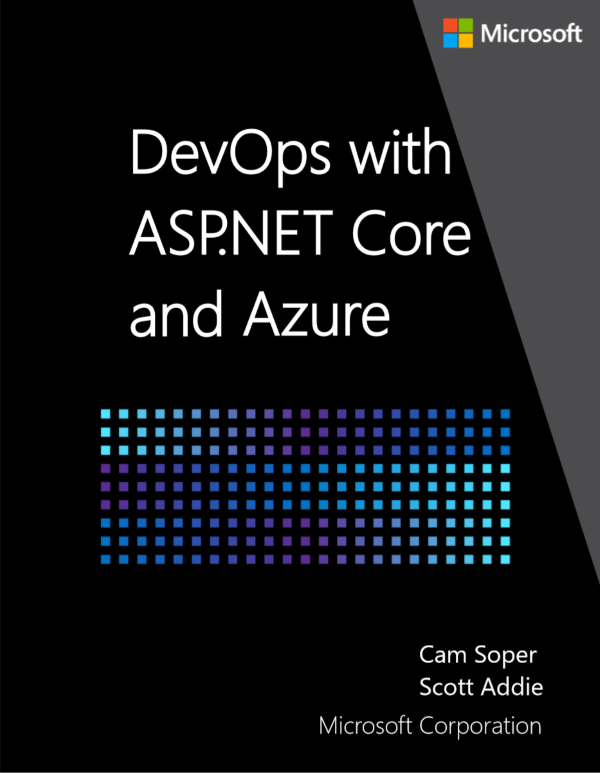 Microsoft
DevOps with
ASP.NET Core
and Azure
Cam Soper
Scott Addie
Microsoft Corporation